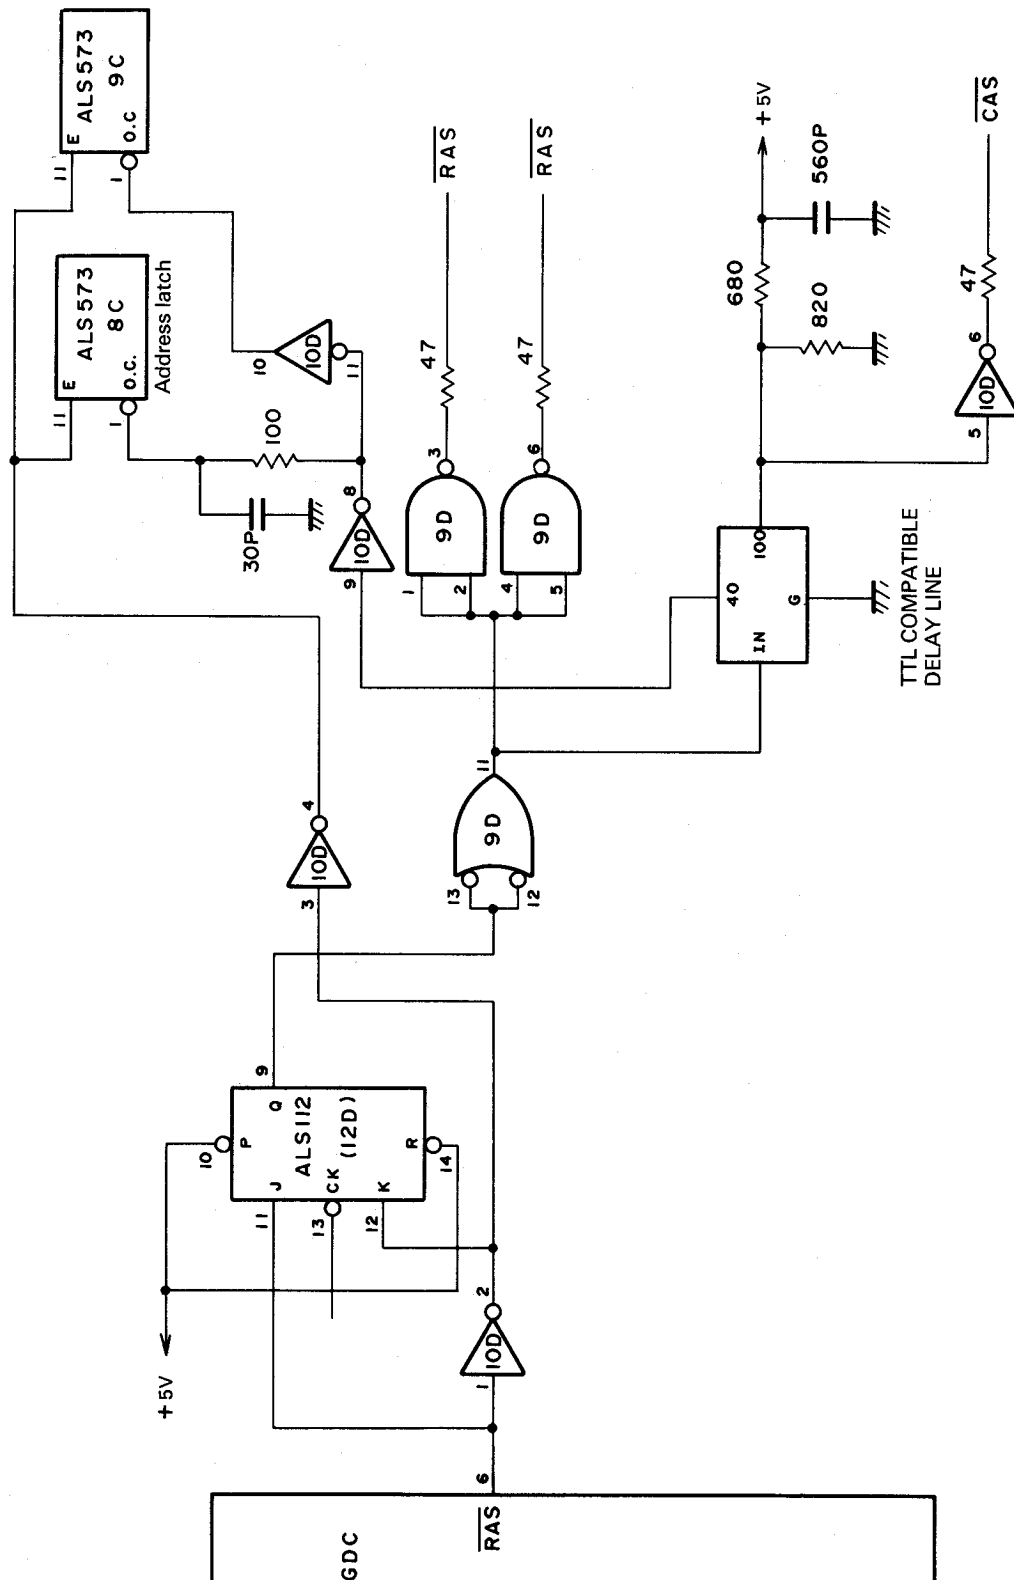 GDC
RAS
6
+5V
1
10D
2
11
J
13
CK
12
K
10
P
ALS112
(12D)
R
14
Q
9
3
10D
4
13
12
9D
11
9
10D
8
30P
100
11
10D
10
11
E
ALS573
8C
1
O.C.
Address latch
11
E
ALS573
9C
1
O.C
1
2
9D
3
47
RAS
4
5
9D
6
47
RAS
IN
40
100
G
TTL COMPATIBLE
DELAY LINE
680
820
+5V
560P
5
10D
6
47
CAS